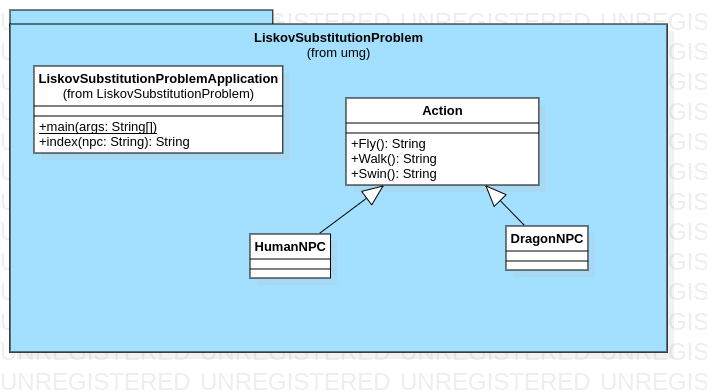 LiskovSubstitutionProblem
(from umg)
LiskovSubstitutionProblemApplication
(from LiskovSubstitutionProblem)
+main(args: String[])
+index(npc: String): String
Action
+Fly(): String
+Walk(): String
+Swin(): String
HumanNPC
DragonNPC
UNREGISTERED UNREGISTERED UNREGISTERED UNREGISTERED